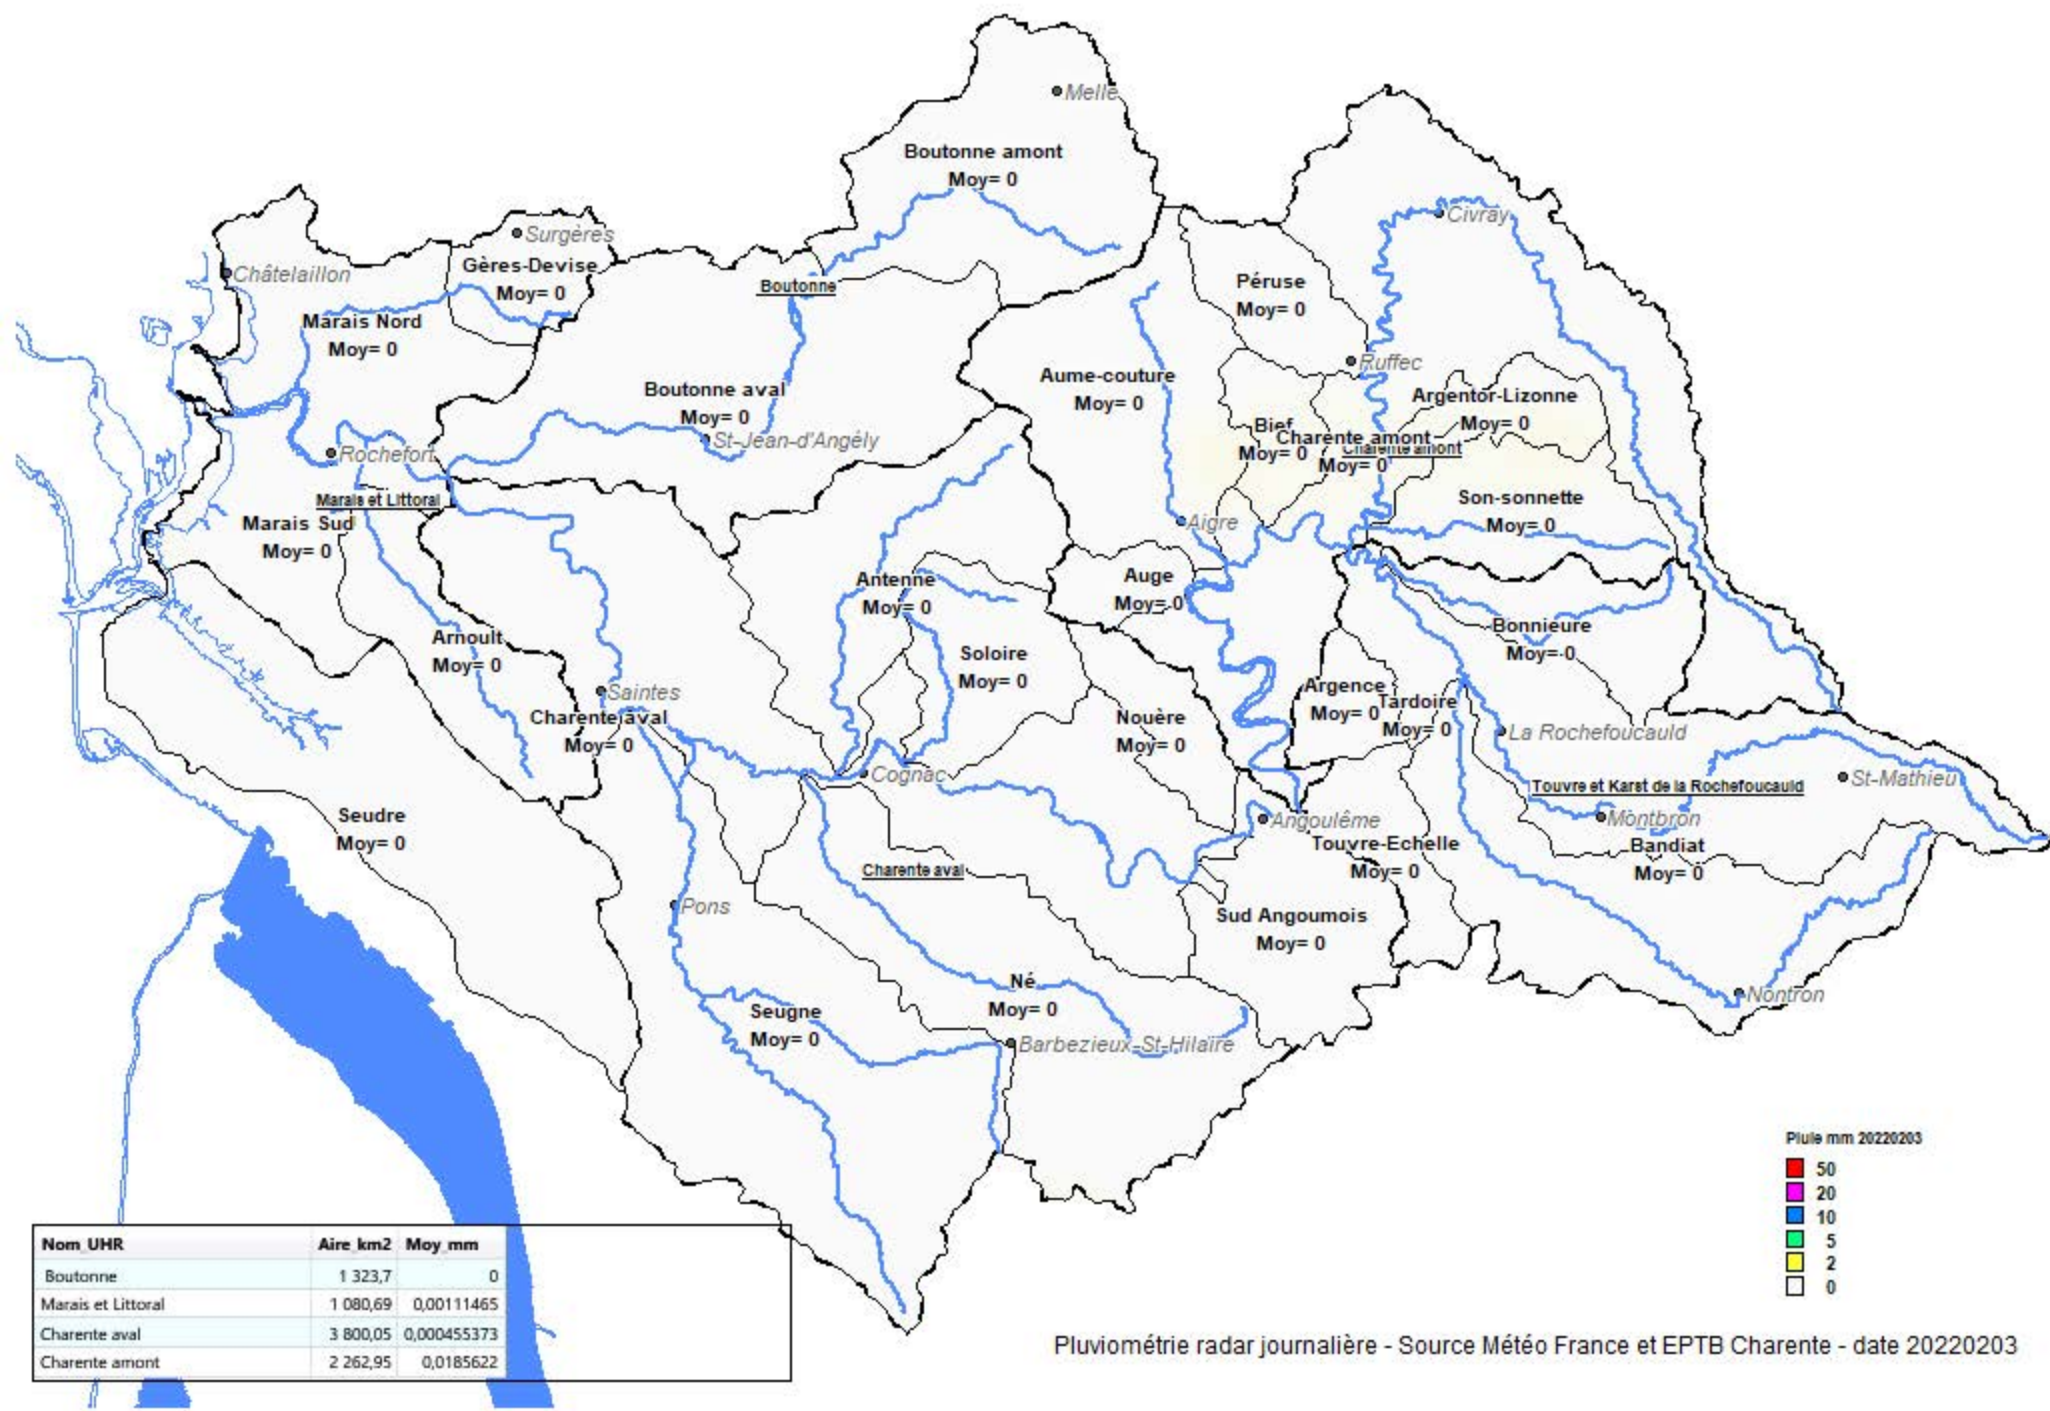 Melle
Boutonne amont
Moy= 0
Civray
Surgères
Châtelaillon
Gères-Devise
Moy= 0
Boutonne
Péruse
Moy= 0
Marais Nord
Moy= 0
Ruffec
Aume-couture
Moy= 0
Boutonne aval
Moy= 0
Argentor-Lizonne
Moy= 0
St-Jean-d'Angély
Bief
Moy= 0
Charente amont
Moy= 0
Charente amont
Rochefort
Marais et Littoral
Son-sonnette
Moy= 0
Marais Sud
Moy= 0
Aigre
Antenne
Moy= 0
Auge
Moy= 0
Bonnieure
Moy= 0
Arnoult
Moy= 0
Soloire
Moy= 0
Saintes
Argence
Moy= 0
Tardoire
Moy= 0
Charente aval
Moy= 0
Nouère
Moy= 0
La Rochefoucauld
Cognac
Touvre et Karst de la Rochefoucauld
St-Mathieu
Seudre
Moy= 0
Angoulême
Montbron
Touvre-Echelle
Moy= 0
Bandiat
Moy= 0
Charente aval
Pons
Sud Angoumois
Moy= 0
Né
Moy= 0
Nontron
Seugne
Moy= 0
Barbezieux-St-Hilaire
Pluie mm 20220203
50
20
10
5
2
0
Nom_UHR Aire_km2 Moy_mm
Boutonne 1 323,7 0
Marais et Littoral 1 080,69 0,00111465
Charente aval 3 800,05 0,000455373
Charente amont 2 262,95 0,0185622
Pluviométrie radar journalière - Source Météo France et EPTB Charente - date 20220203